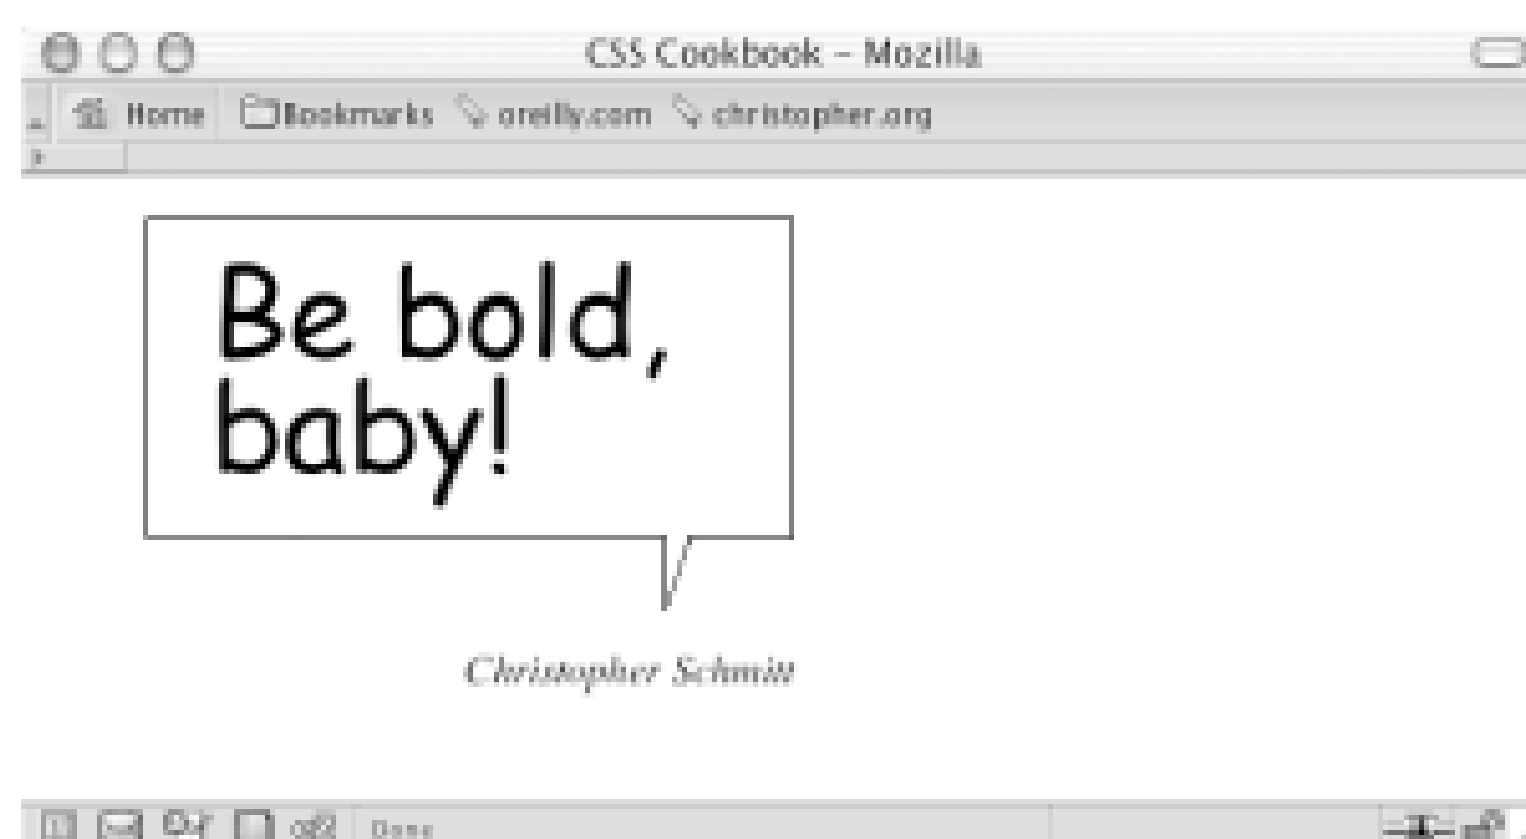 CSS Cookbook – Mozilla
Home Bookmarks oreilly.com christopher.org
Be bold,
baby!
Christopher Schmitt
Done